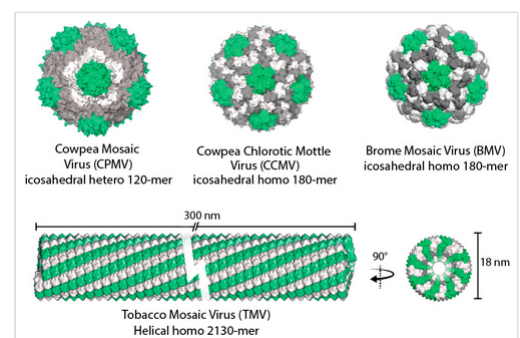 Cowpea Mosaic
Virus (CPMV)
icosahedral hetero 120-mer
Cowpea Chlorotic Mottle
Virus (CCMV)
icosahedral homo 180-mer
Brome Mosaic Virus (BMV)
icosahedral homo 180-mer
300 nm
90°
18 nm
Tobacco Mosaic Virus (TMV)
Helical homo 2130-mer